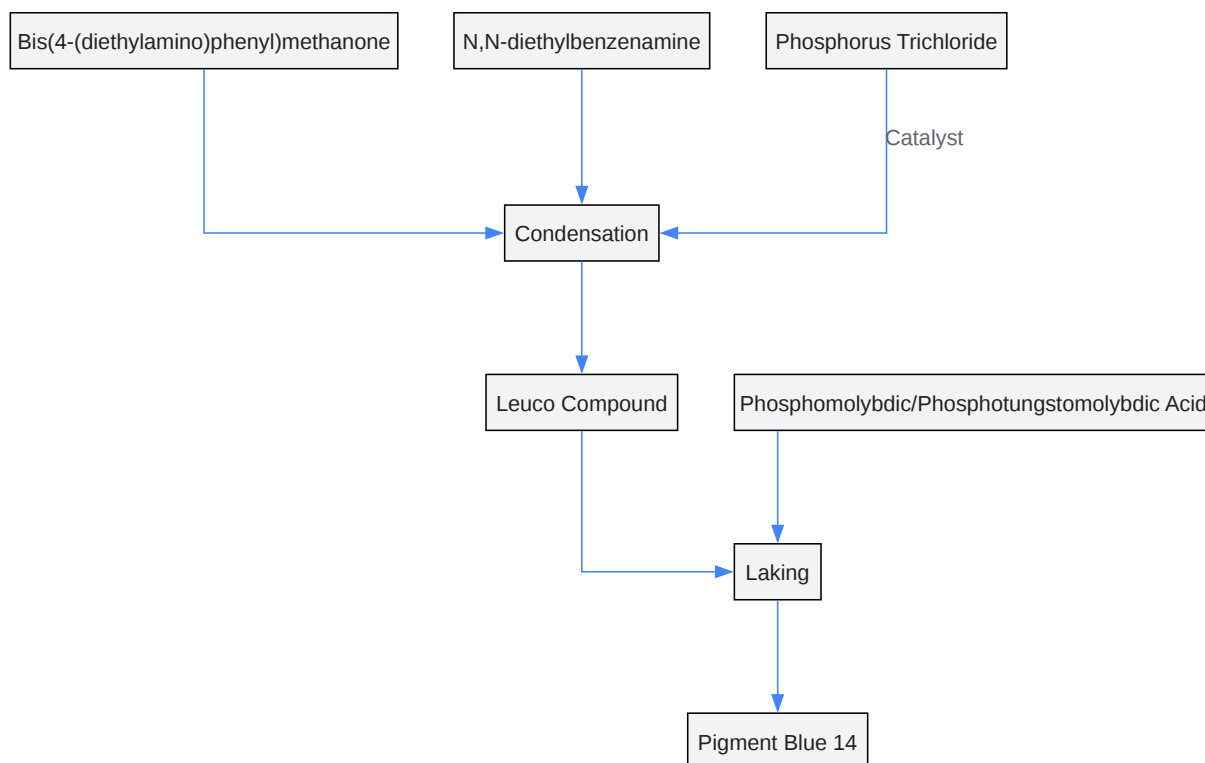 Bis(4-(diethylamino)phenyl)methanone
N,N-diethylbenzenamine
Phosphorus Trichloride
Catalyst
Condensation
Leuco Compound
Phosphomolybdic/Phosphotungstomolybdic Acid
Laking
Pigment Blue 14